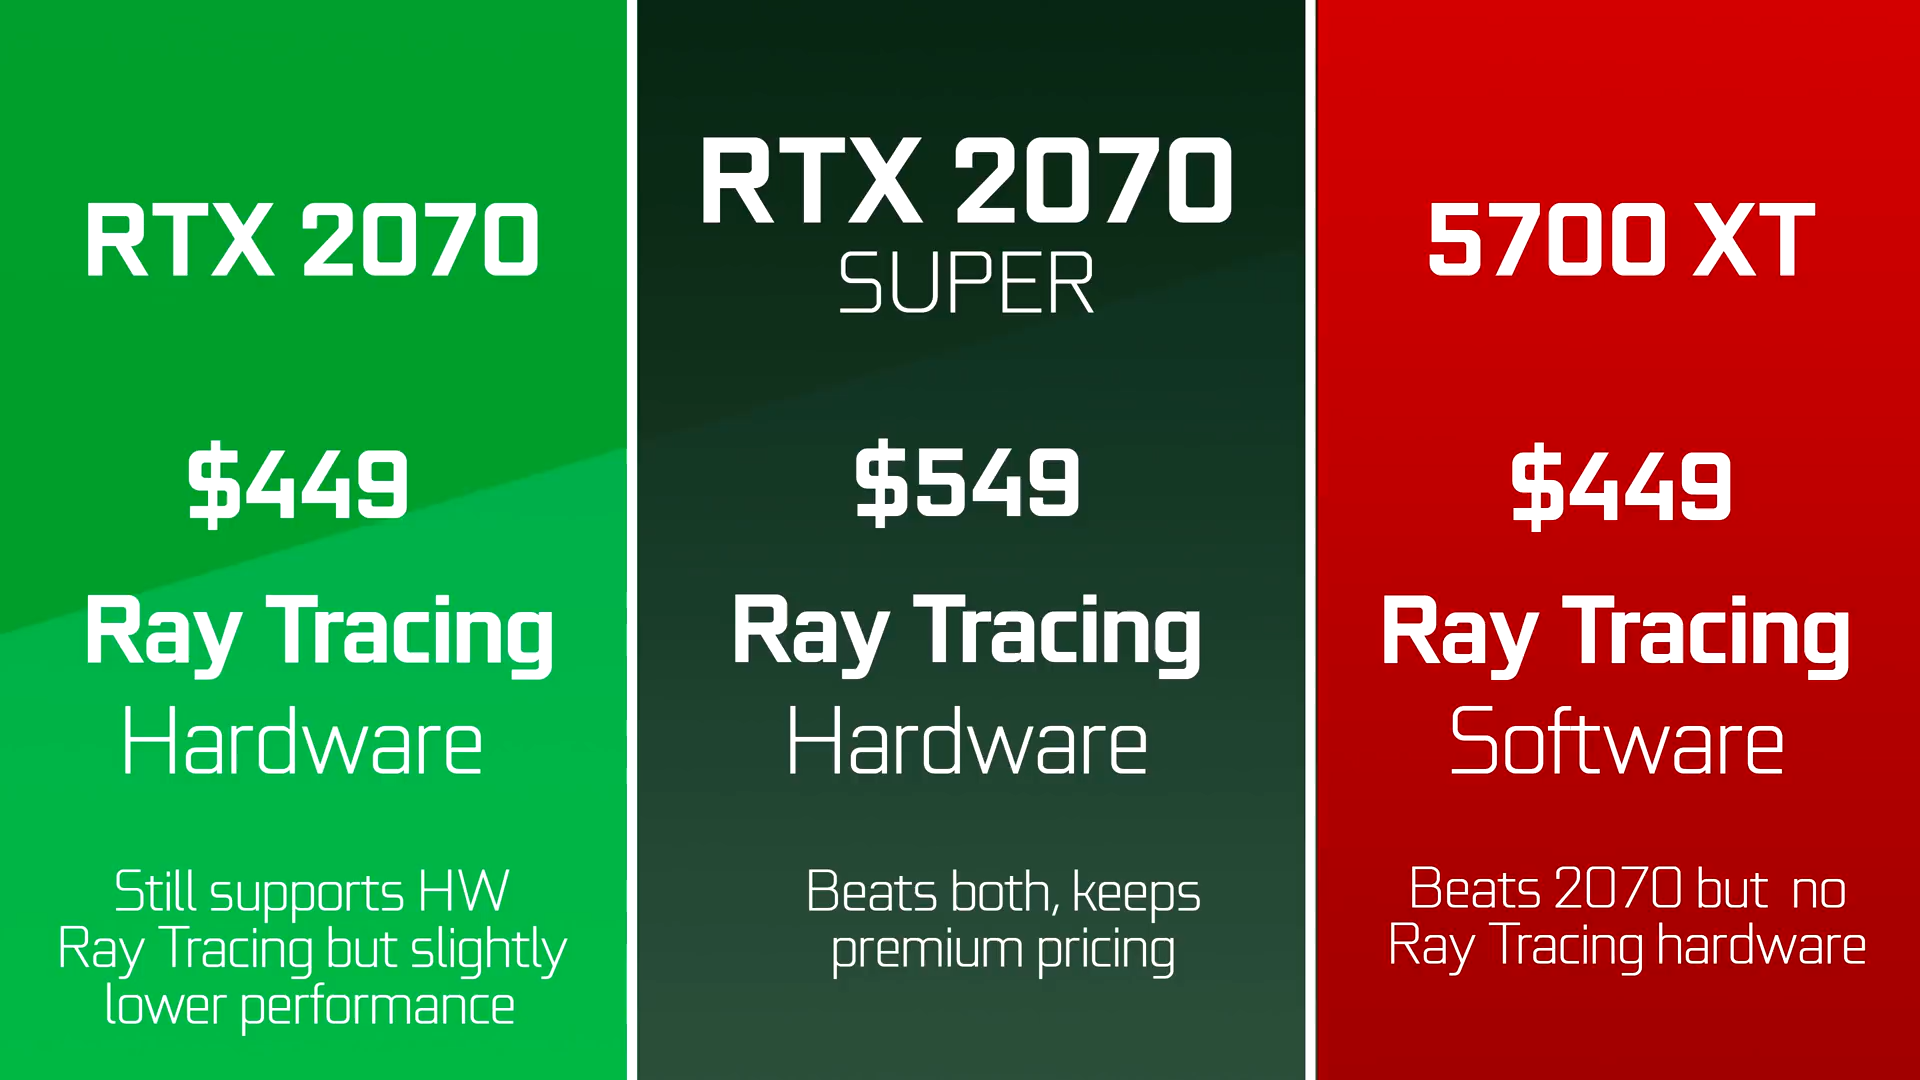 RTX 2070
$449
Ray Tracing
Hardware
Still supports HW
Ray Tracing but slightly
lower performance
RTX 2070
SUPER
$549
Ray Tracing
Hardware
Beats both, keeps
premium pricing
5700 XT
$449
Ray Tracing
Software
Beats 2070 but no
Ray Tracing hardware